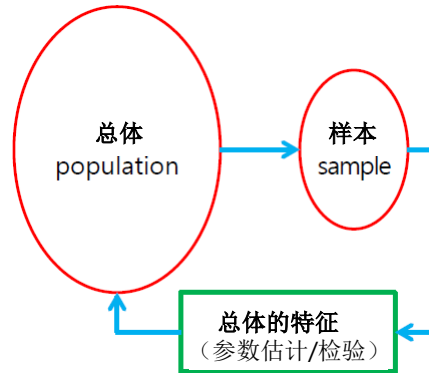 总体
population
样本
sample
总体的特征
（参数估计/检验）